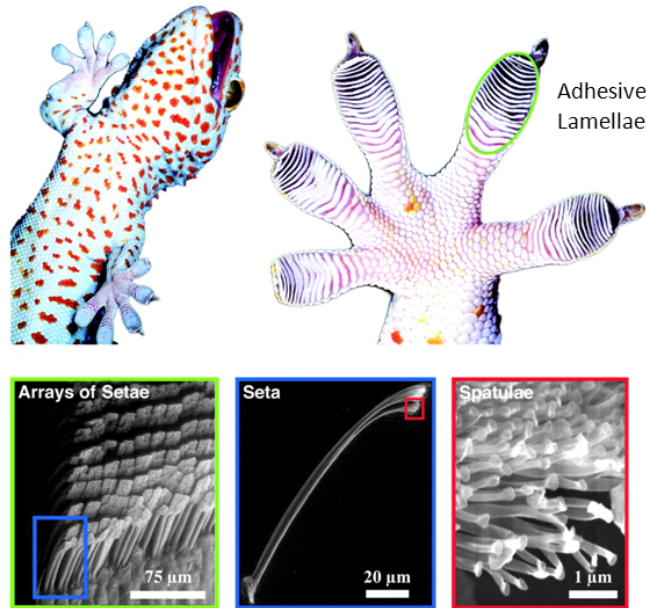 Adhesive
Lamellae
Arrays of Setae
75 µm
Seta
20 µm
Spatulae
1 µm